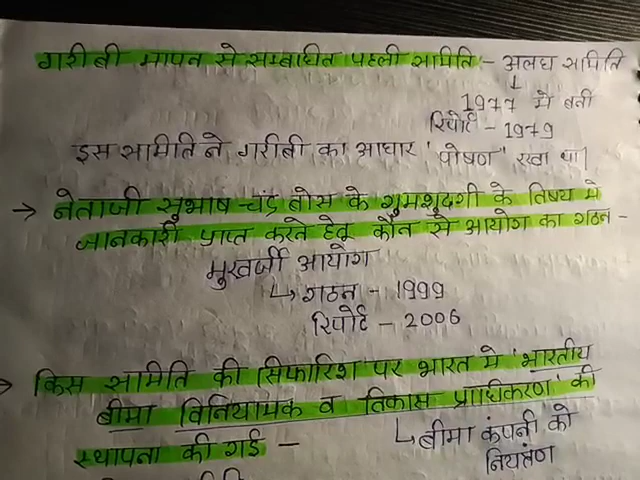 गरीबी मापन से सम्बाधित पहली समिति - अलघ समिति
↓
1977 में बनी
रिपोर्ट - 1979
इस समिति ने गरीबी का आधार 'पोषण' रखा था।
→ नेताजी सुभाष चंद्र बोस के गुमशुदगी के विषय मे
जानकारी प्राप्त करने हेतू कौन से आयोग का गठन -
मुखर्जी आयोग
↳ गठन - 1999
रिपोर्ट - 2006
→ किस समिति की सिफारिश पर भारत मे 'भारतीय
बीमा विनियामक व विकास प्राधिकरण' की
स्थापना की गई -
↳ बीमा कंपनी को
नियंत्रण